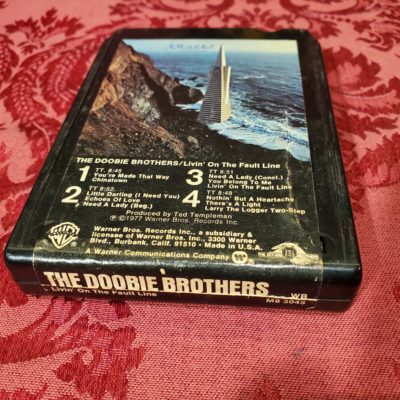 THE DOOBIE BROTHERS/Livin' On The Fault Line
1 TT 8:45
You're Made That Way
Chinatown
2 TT 8:52
Little Darling (I Need You)
Echoes Of Love
Need A Lady (Beg.)
3 TT 8:51
Need A Lady (Concl.)
You Belong To Me
Livin' On The Fault Line
4 TT 8:48
Nothin' But A Heartache
There's A Light
Larry The Logger Two-Step
Produced by Ted Templeman
Ⓟ©1977 Warner Bros. Records Inc.
Warner Bros. Records Inc., a subsidiary &
licensee of Warner Bros. Inc., 3300 Warner
Blvd., Burbank, Calif. 91510 - Made in U.S.A.
A Warner Communications Company
THE DOOBIE BROTHERS
Livin' On The Fault Line
WB
M8 3045